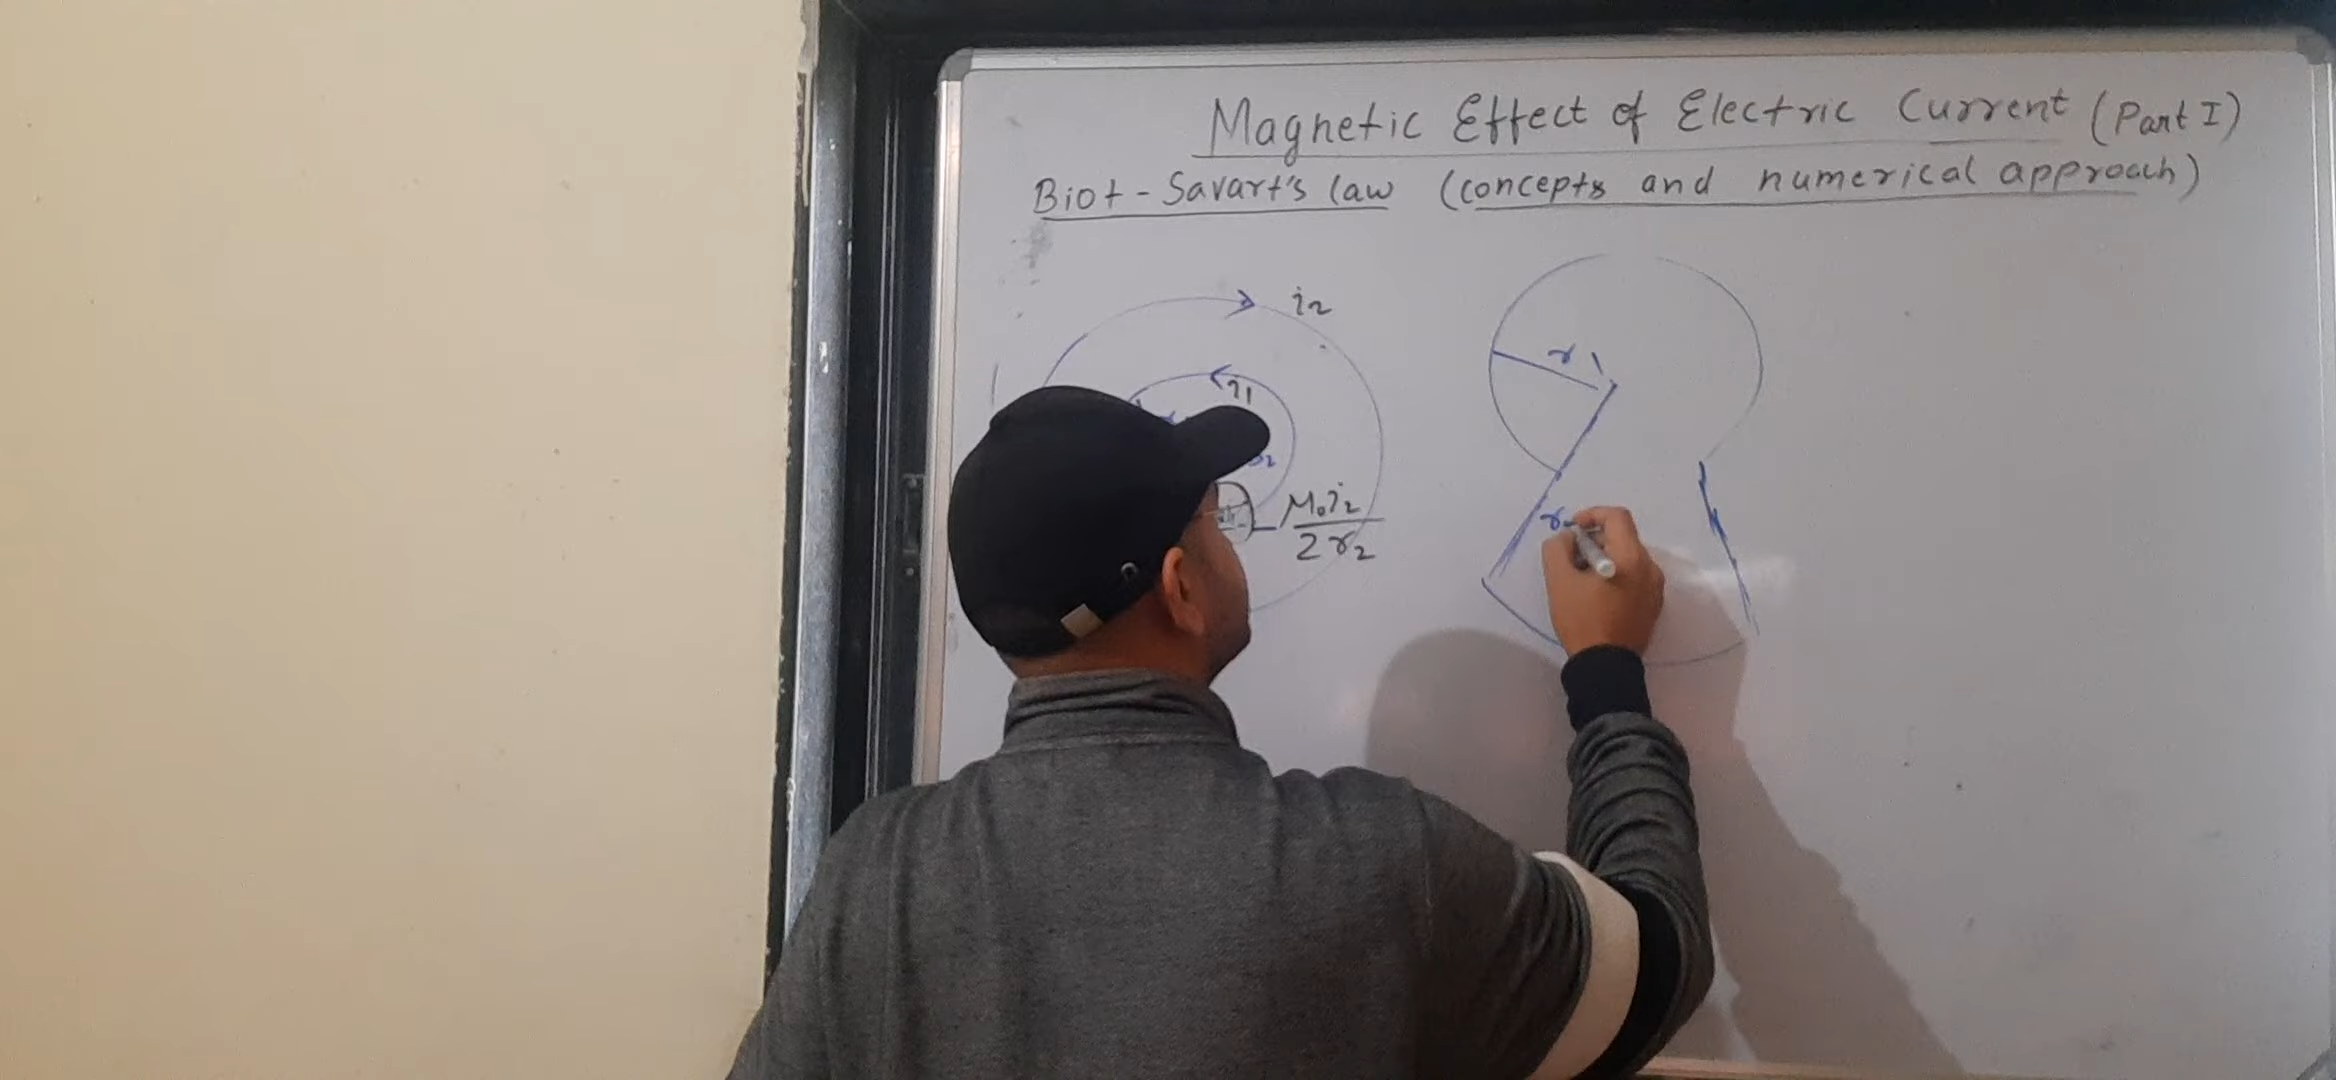 Magnetic Effect of Electric Current (Part I)
Biot-Savart's law (concepts and numerical approach)
i2
i1
μ0i2
2r2
r1
r